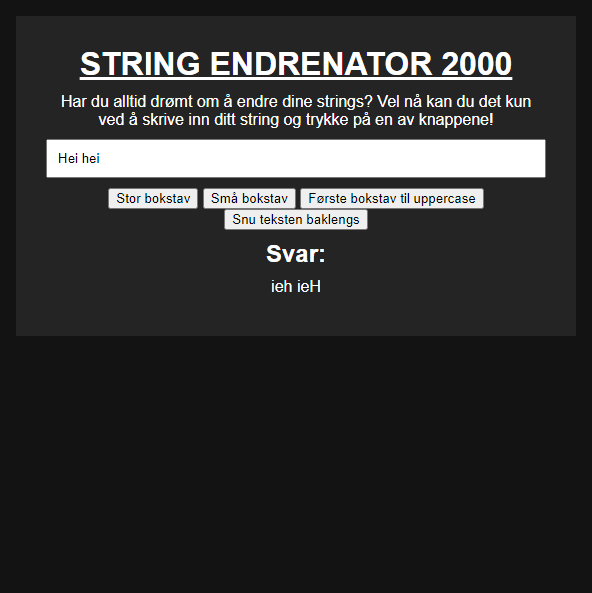 STRING ENDRENATOR 2000
Har du alltid drømt om å endre dine strings? Vel nå kan du det kun
ved å skrive inn ditt string og trykke på en av knappene!
Hei hei
Stor bokstav Små bokstav Første bokstav til uppercase
Snu teksten baklengs
Svar:
ieh ieH